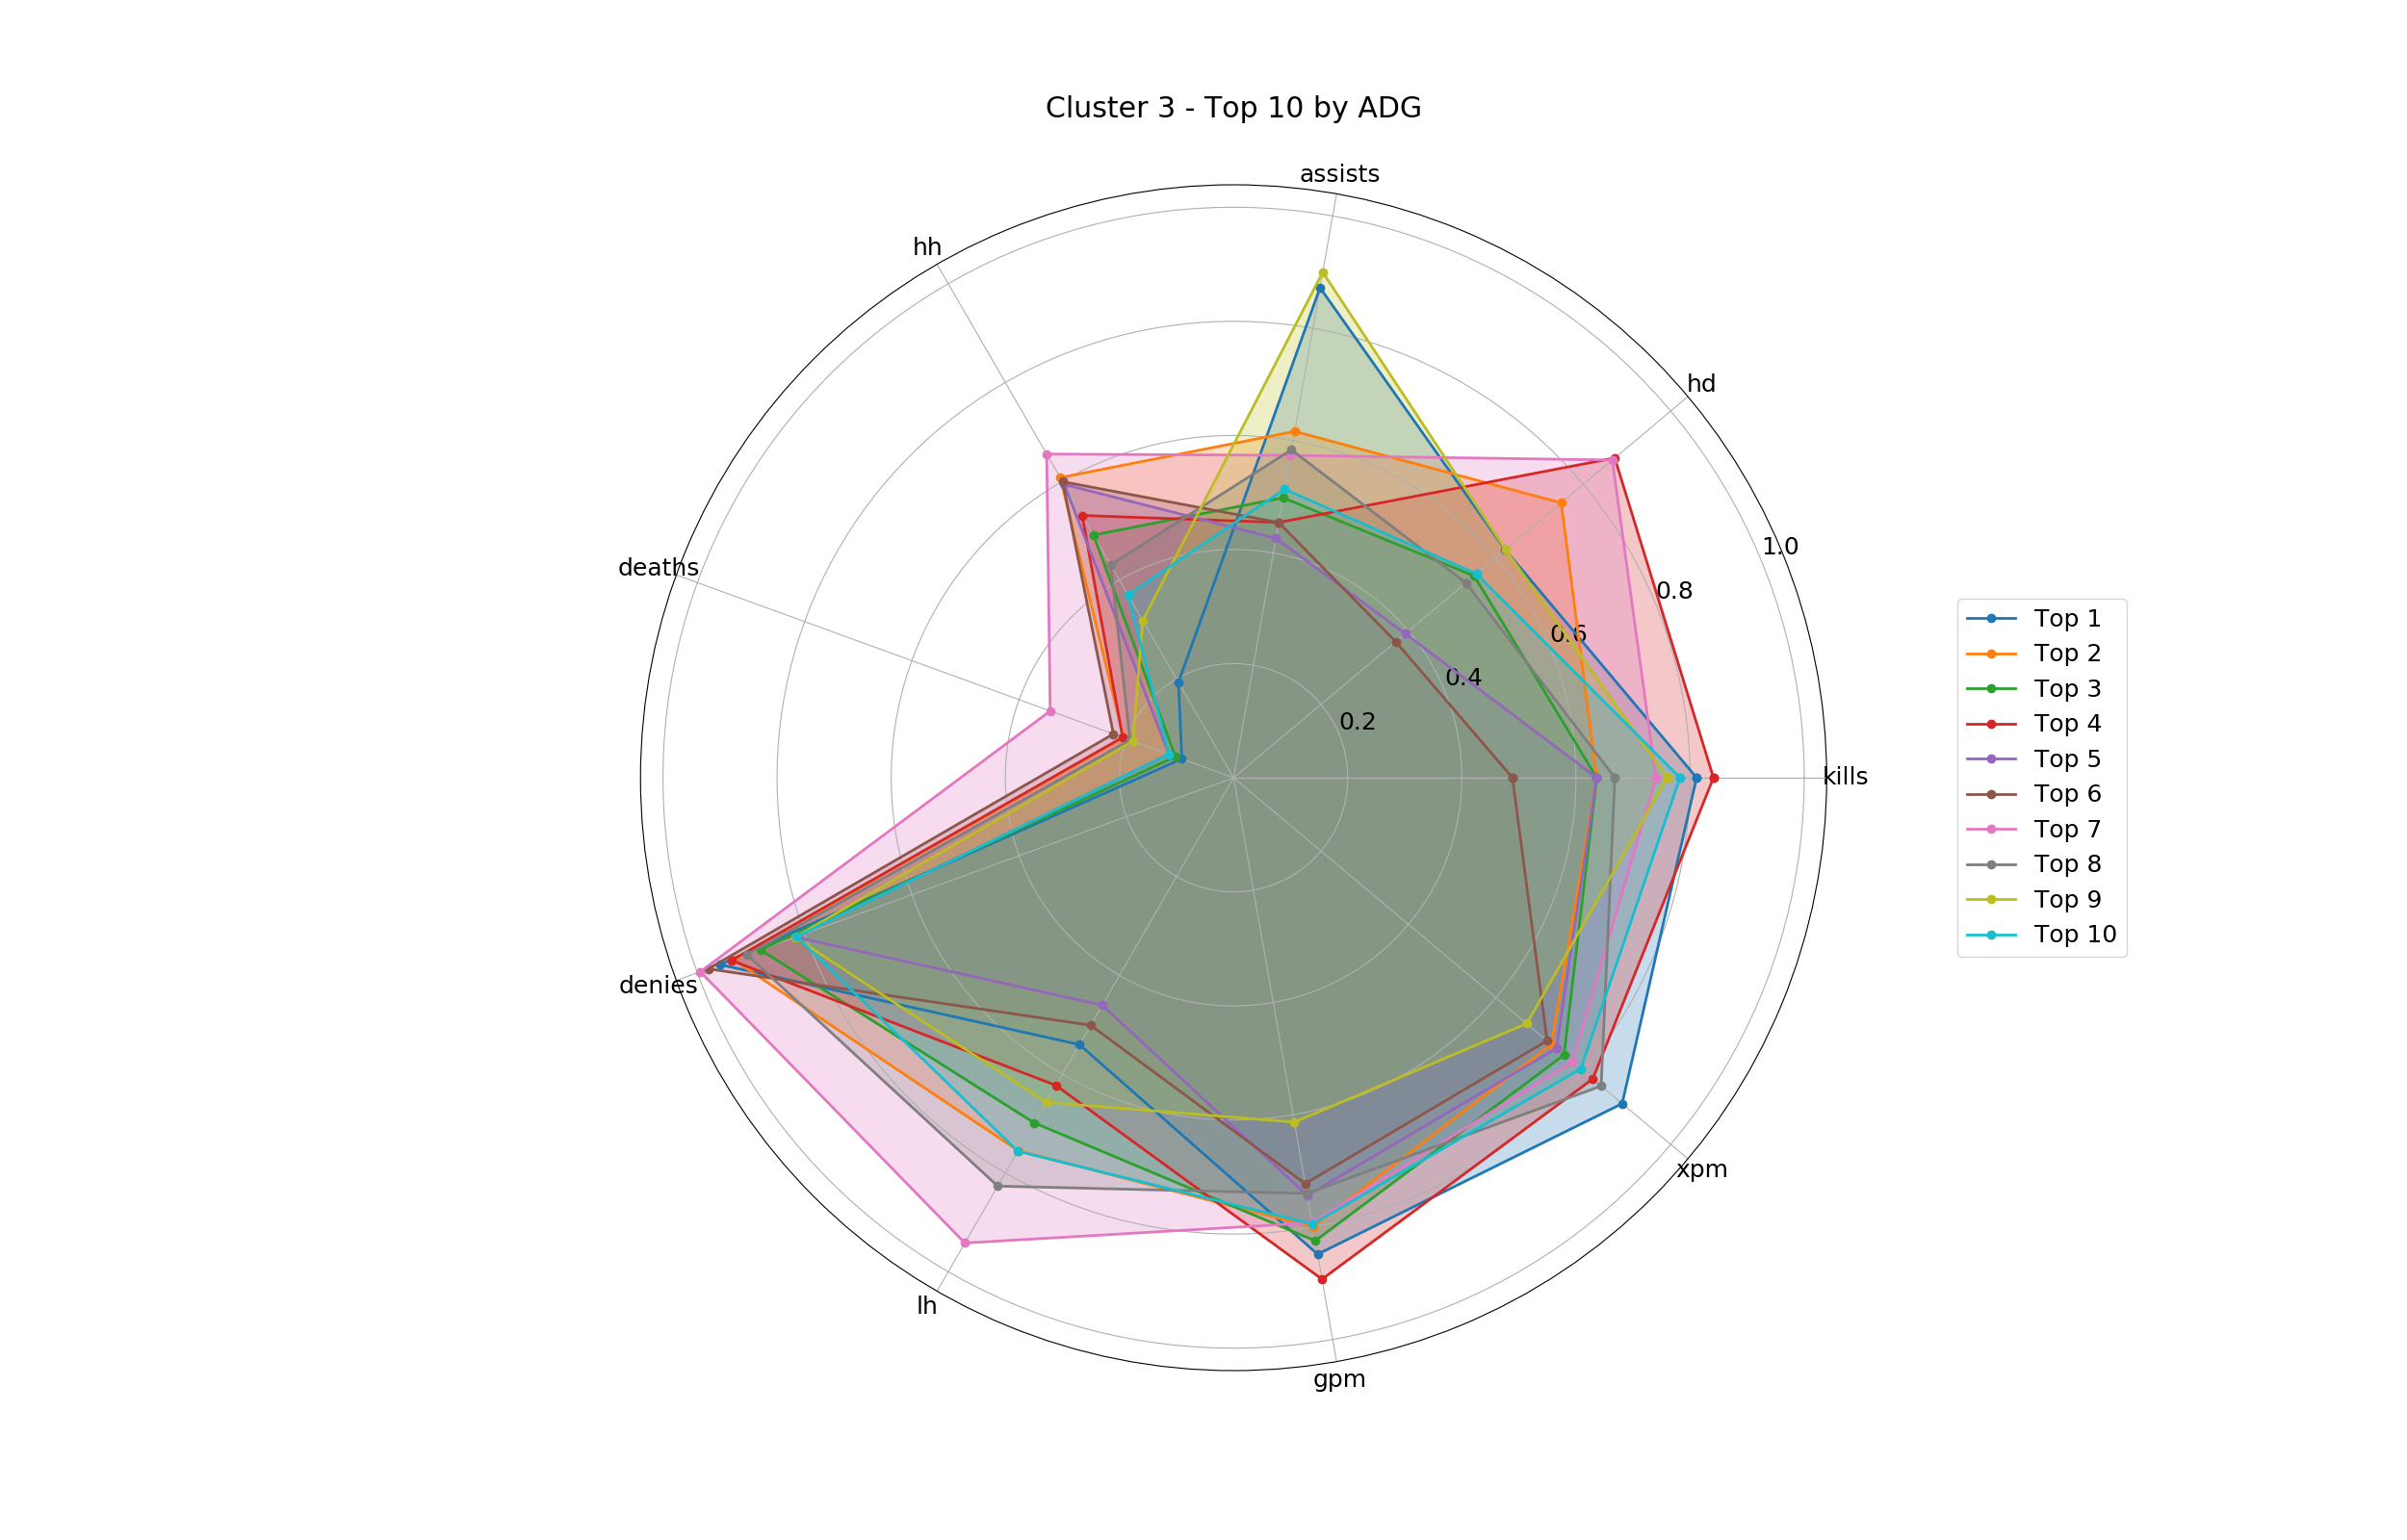 Cluster 3 - Top 10 by ADG
assists
hh
hd
deaths
1.0
0.8
0.6
0.4
0.2
kills
denies
xpm
lh
gpm
Top 1
Top 2
Top 3
Top 4
Top 5
Top 6
Top 7
Top 8
Top 9
Top 10